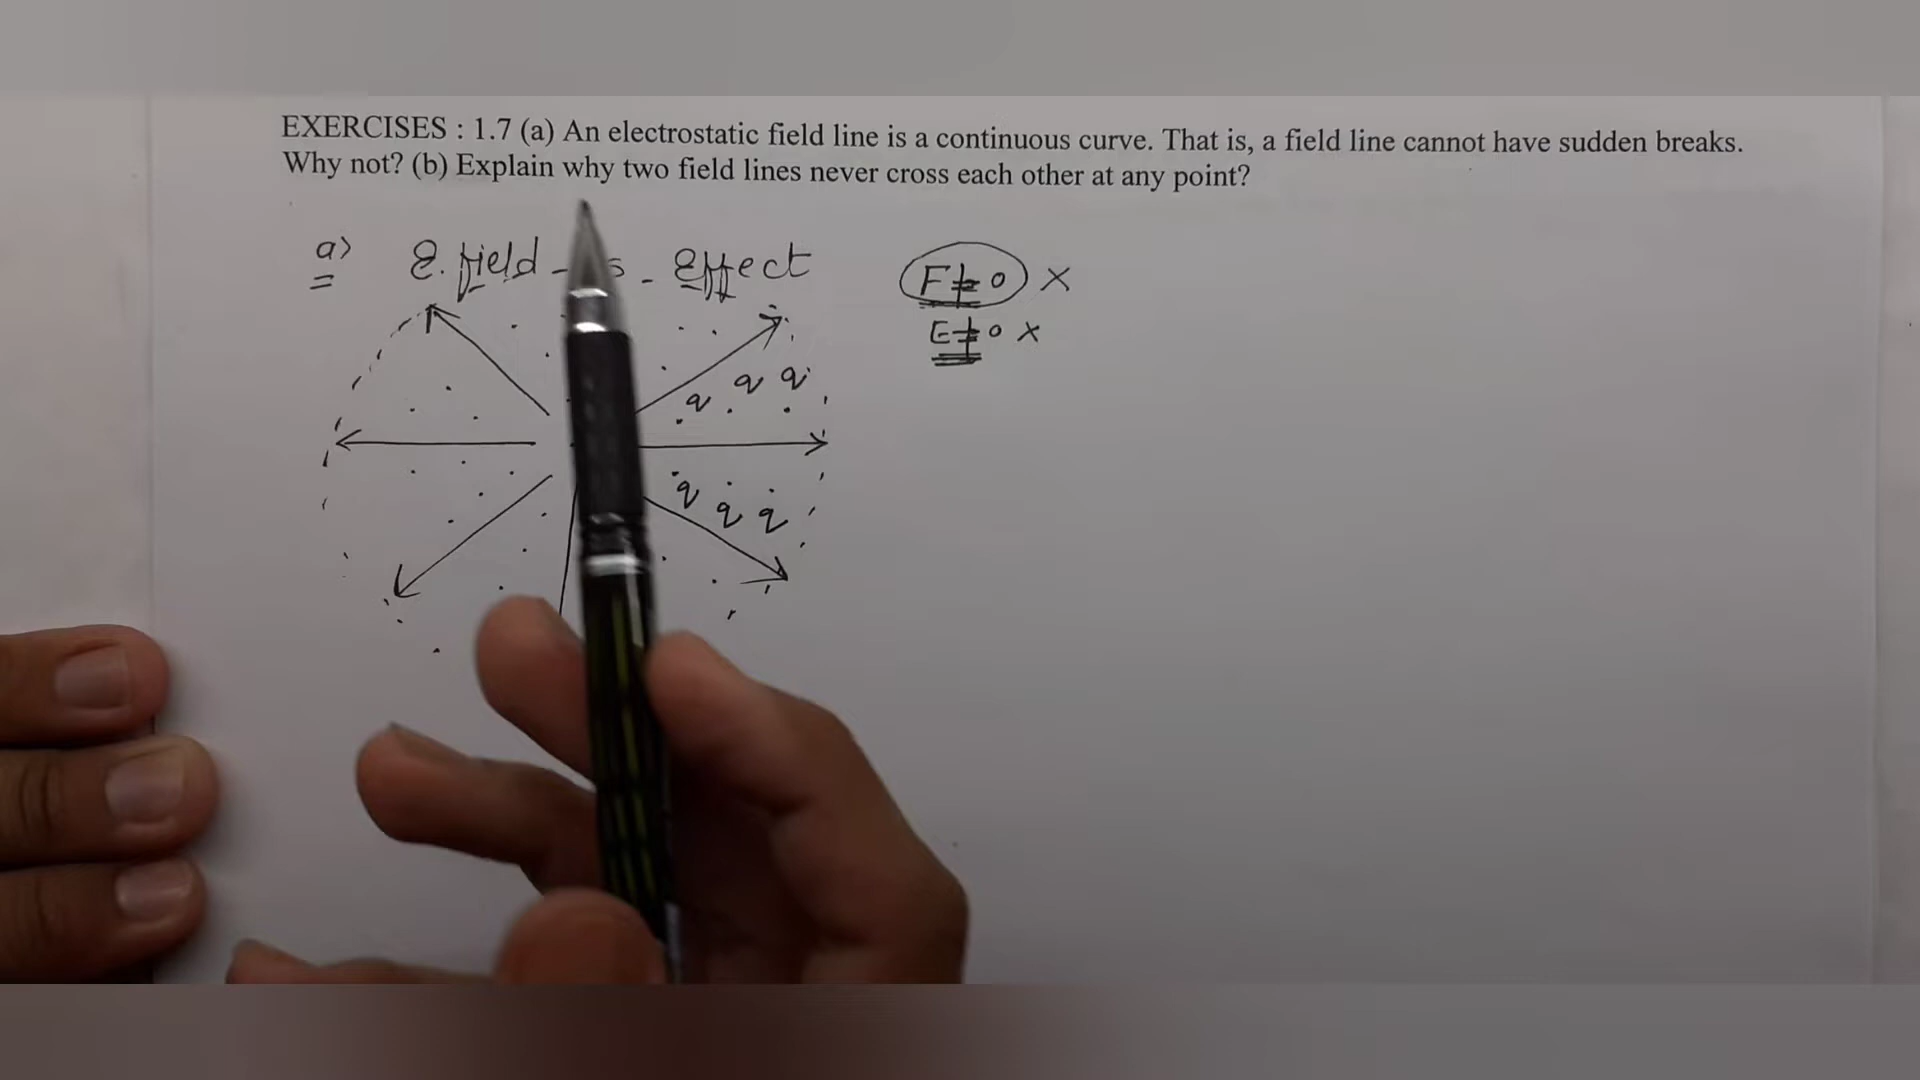 EXERCISES : 1.7 (a) An electrostatic field line is a continuous curve. That is, a field line cannot have sudden breaks.
Why not? (b) Explain why two field lines never cross each other at any point?
a) E. field - - Effect
F ≠ 0 X
E ≠ 0 X
q q q
q q q